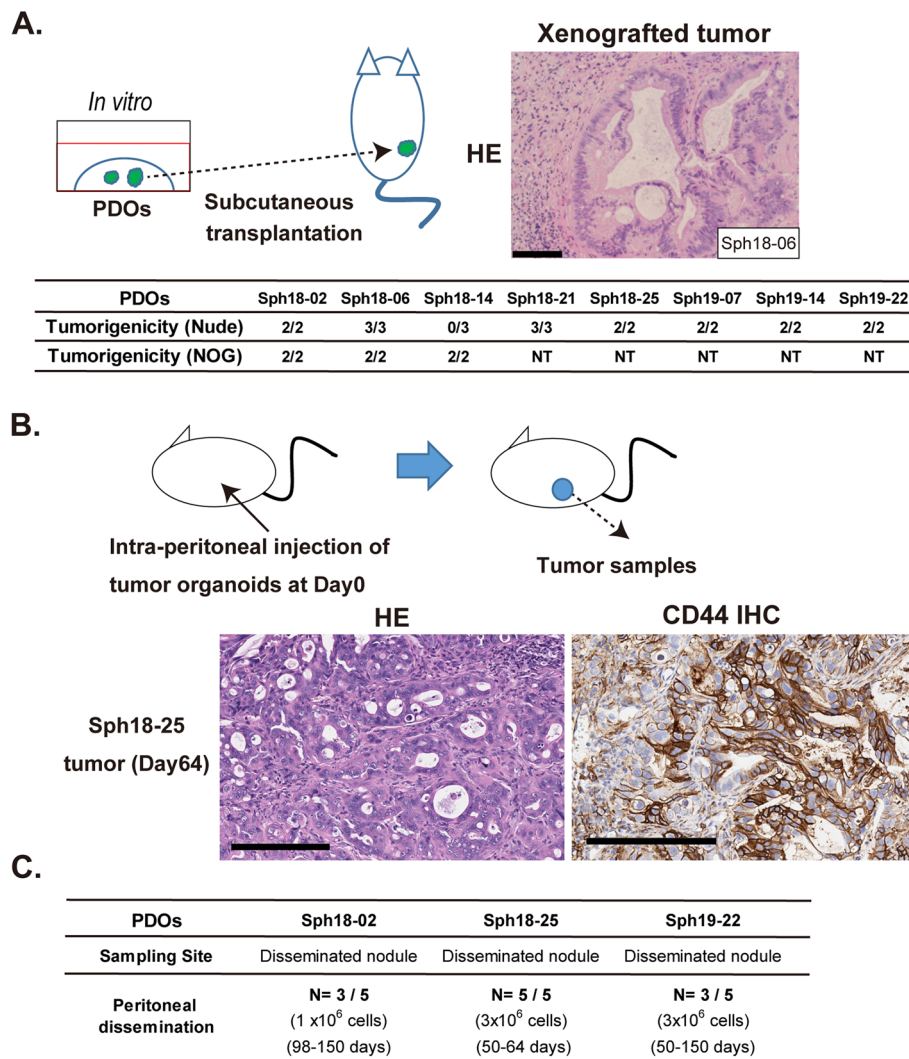 A.
Xenografted tumor
In vitro
HE
PDOs
Subcutaneous
transplantation
Sph18-06
PDOs Sph18-02 Sph18-06 Sph18-14 Sph18-21 Sph18-25 Sph19-07 Sph19-14 Sph19-22
Tumorigenicity (Nude) 2/2 3/3 0/3 3/3 2/2 2/2 2/2 2/2
Tumorigenicity (NOG) 2/2 2/2 2/2 NT NT NT NT NT
B.
Intra-peritoneal injection of
tumor organoids at Day0
Tumor samples
HE CD44 IHC
Sph18-25
tumor (Day64)
C.
PDOs Sph18-02 Sph18-25 Sph19-22
Sampling Site Disseminated nodule Disseminated nodule Disseminated nodule
Peritoneal
dissemination
N= 3 / 5 N= 5 / 5 N= 3 / 5
(1 x10⁶ cells) (3x10⁶ cells) (3x10⁶ cells)
(98-150 days) (50-64 days) (50-150 days)